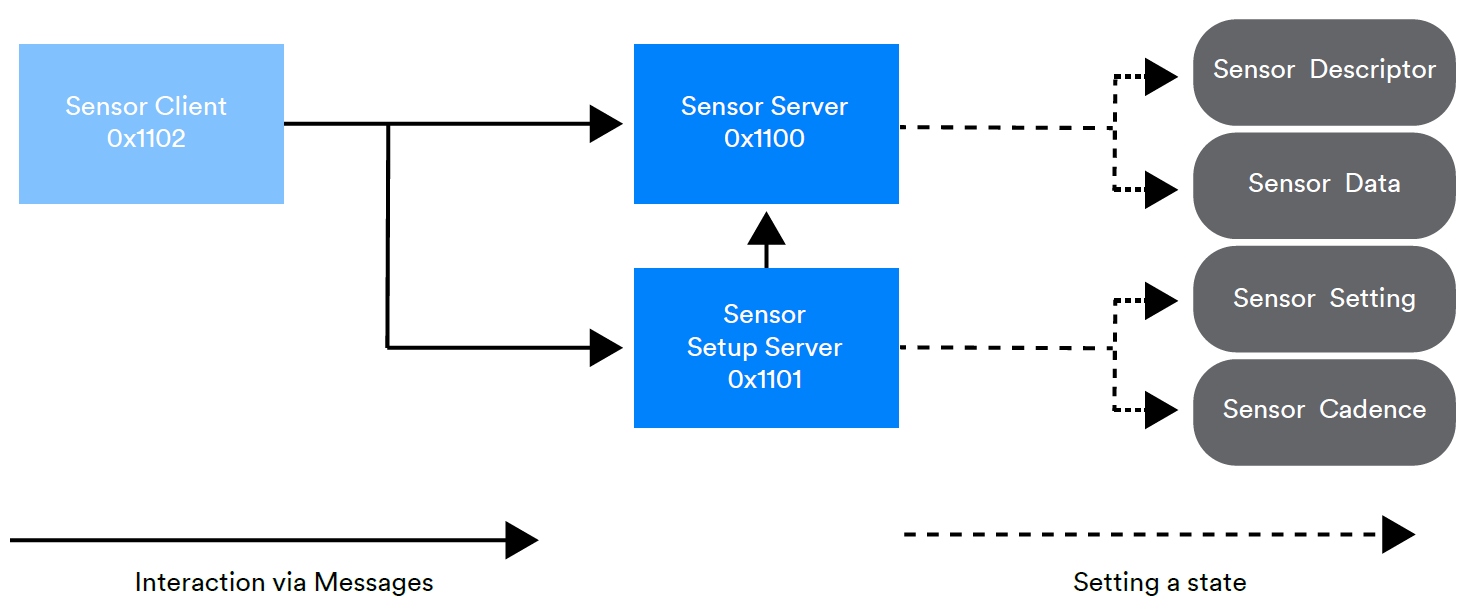 Sensor Client
0x1102
Sensor Server
0x1100
Sensor
Setup Server
0x1101
Sensor Descriptor
Sensor Data
Sensor Setting
Sensor Cadence
Interaction via Messages
Setting a state